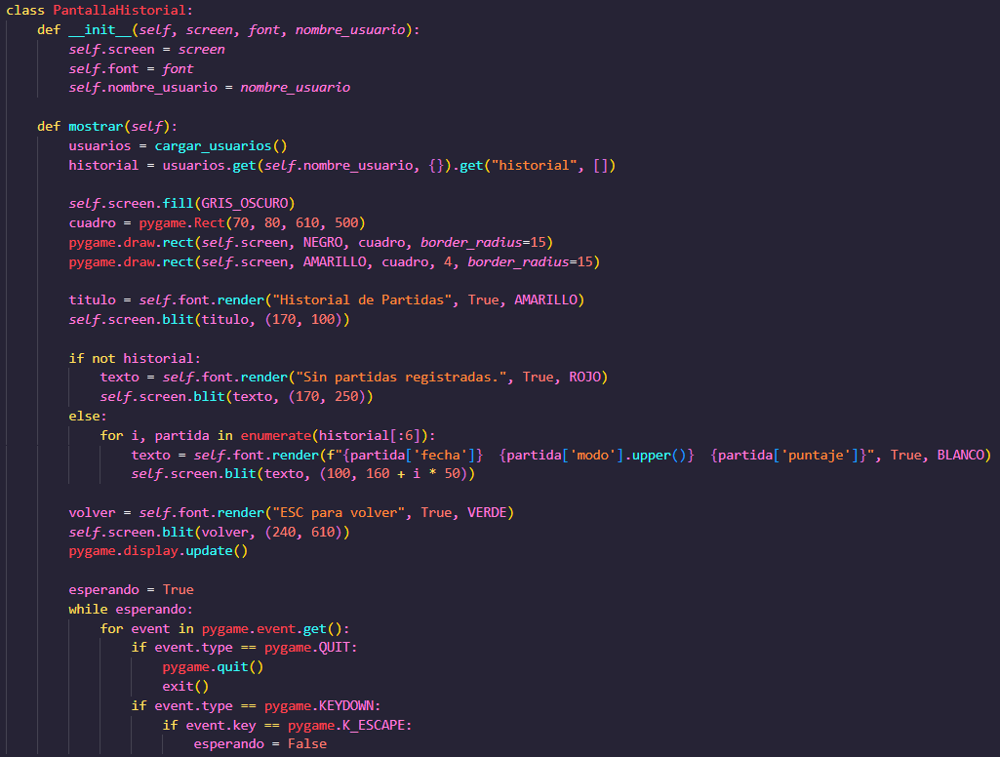 class PantallaHistorial:
    def __init__(self, screen, font, nombre_usuario):
        self.screen = screen
        self.font = font
        self.nombre_usuario = nombre_usuario

    def mostrar(self):
        usuarios = cargar_usuarios()
        historial = usuarios.get(self.nombre_usuario, {}).get("historial", [])

        self.screen.fill(GRIS_OSCURO)
        cuadro = pygame.Rect(70, 80, 610, 500)
        pygame.draw.rect(self.screen, NEGRO, cuadro, border_radius=15)
        pygame.draw.rect(self.screen, AMARILLO, cuadro, 4, border_radius=15)

        titulo = self.font.render("Historial de Partidas", True, AMARILLO)
        self.screen.blit(titulo, (170, 100))

        if not historial:
            texto = self.font.render("Sin partidas registradas.", True, ROJO)
            self.screen.blit(texto, (170, 250))
        else:
            for i, partida in enumerate(historial[:6]):
                texto = self.font.render(f"{partida['fecha']}  {partida['modo'].upper()}  {partida['puntaje']}", True, BLANCO)
                self.screen.blit(texto, (100, 160 + i * 50))

        volver = self.font.render("ESC para volver", True, VERDE)
        self.screen.blit(volver, (240, 610))
        pygame.display.update()

        esperando = True
        while esperando:
            for event in pygame.event.get():
                if event.type == pygame.QUIT:
                    pygame.quit()
                    exit()
                if event.type == pygame.KEYDOWN:
                    if event.key == pygame.K_ESCAPE:
                        esperando = False